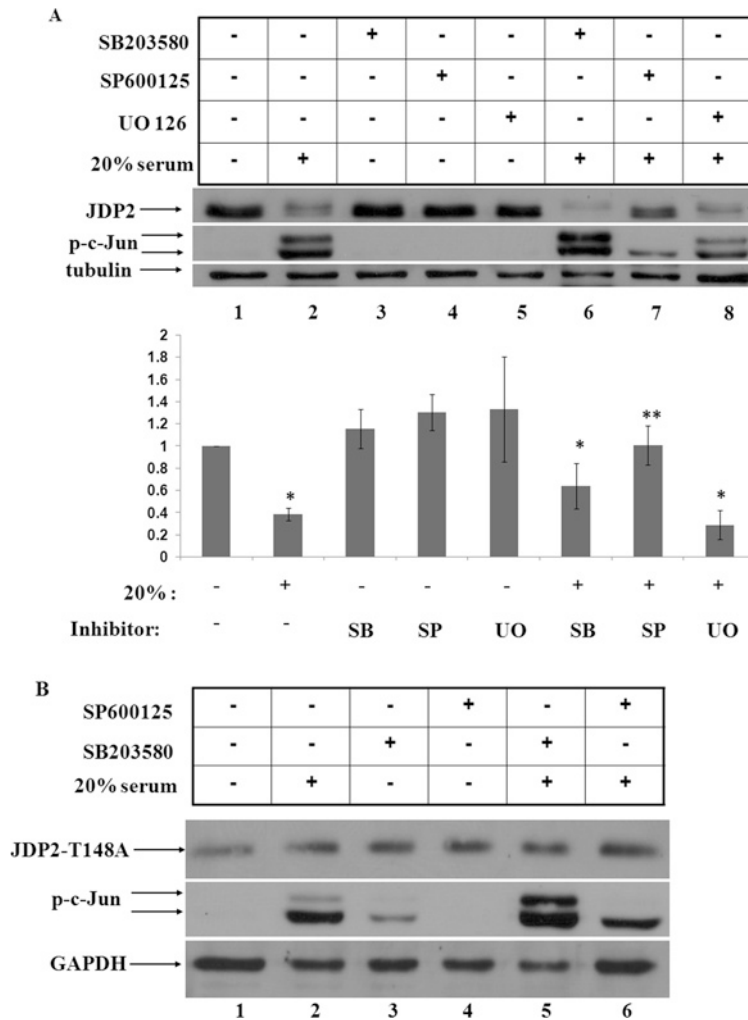 A
SB203580 - - + - - + - -
SP600125 - - - + - - + -
UO 126 - - - - + - - +
20% serum - + - - - + + +
JDP2
p-c-Jun
tubulin
1 2 3 4 5 6 7 8
2
1.8
1.6
1.4
1.2
1
0.8
0.6
0.4
0.2
0
* * ** *
20% : - + - - - + + +
Inhibitor: - - SB SP UO SB SP UO
B
SP600125 - - - + - +
SB203580 - - + - + -
20% serum - + - - + +
JDP2-T148A
p-c-Jun
GAPDH
1 2 3 4 5 6